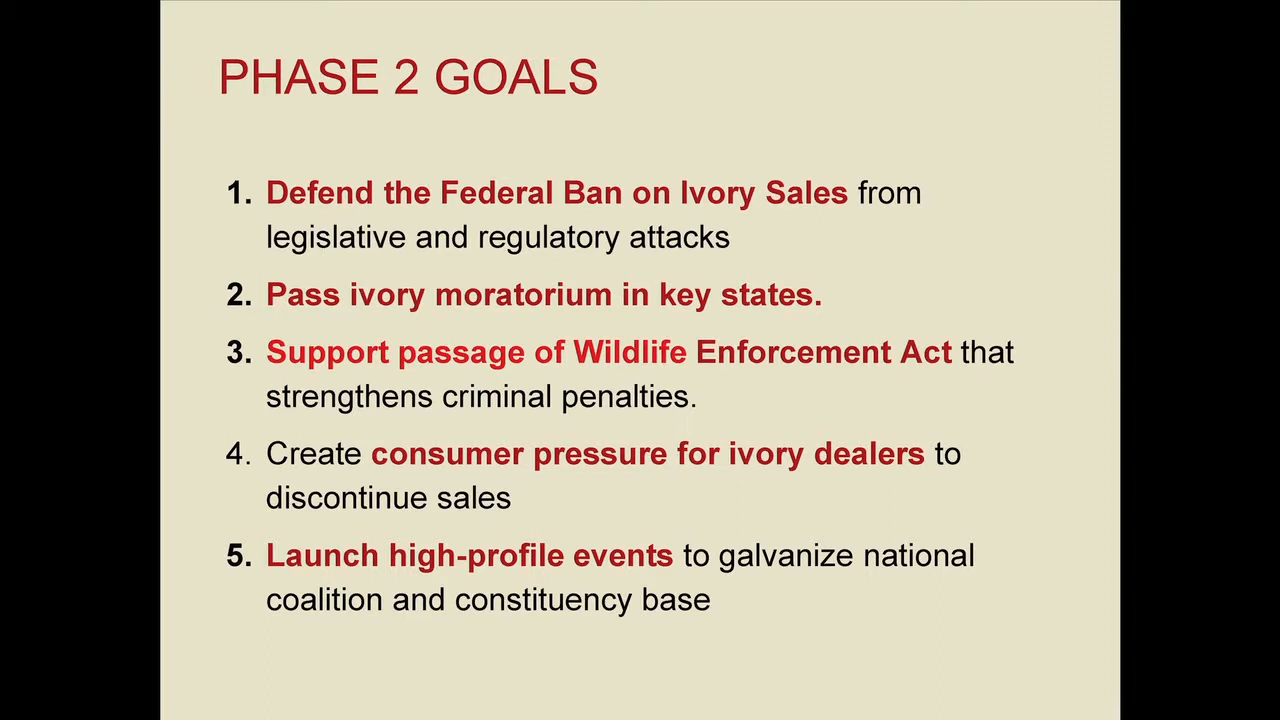 PHASE 2 GOALS
1. Defend the Federal Ban on Ivory Sales from
legislative and regulatory attacks
2. Pass ivory moratorium in key states.
3. Support passage of Wildlife Enforcement Act that
strengthens criminal penalties.
4. Create consumer pressure for ivory dealers to
discontinue sales
5. Launch high-profile events to galvanize national
coalition and constituency base